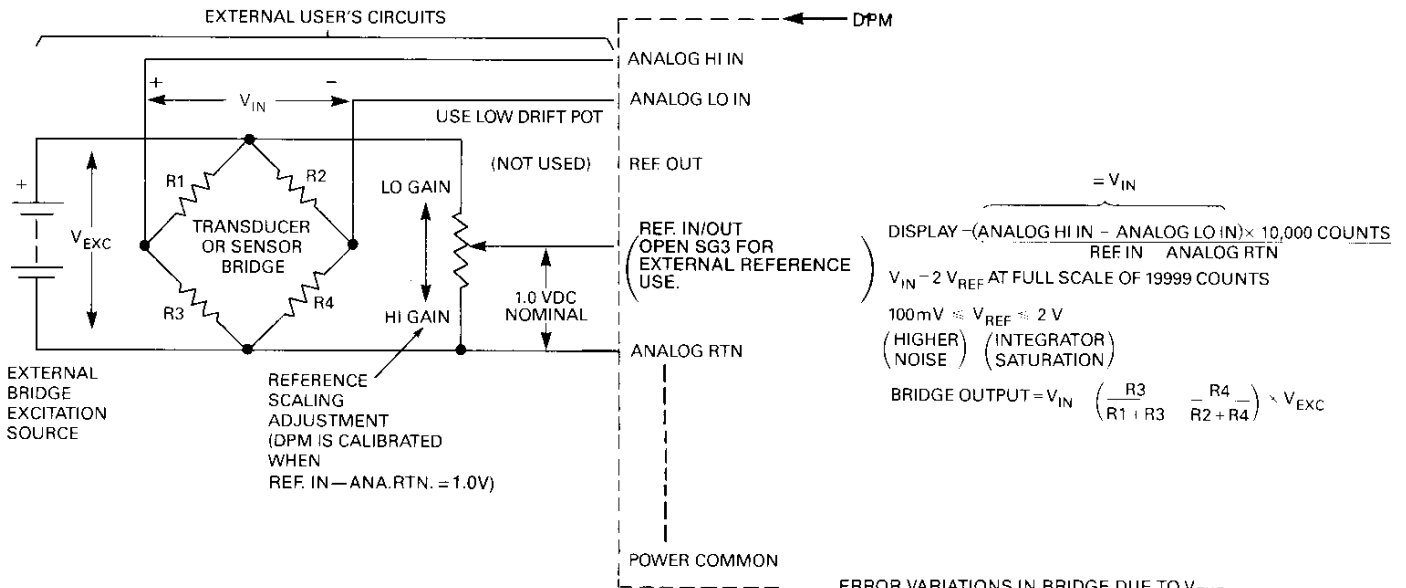 EXTERNAL USER'S CIRCUITS
DPM
ANALOG HI IN
+ −
V_IN
ANALOG LO IN
USE LOW DRIFT POT
(NOT USED)
REF. OUT
+
V_EXC
R1
R2
TRANSDUCER
OR SENSOR
BRIDGE
R3
R4
LO GAIN
HI GAIN
REF. IN/OUT
OPEN SG3 FOR
EXTERNAL REFERENCE
USE.
1.0 VDC
NOMINAL
ANALOG RTN
EXTERNAL
BRIDGE
EXCITATION
SOURCE
REFERENCE
SCALING
ADJUSTMENT
(DPM IS CALIBRATED
WHEN
REF. IN—ANA.RTN. = 1.0V)
POWER COMMON
= V_IN
DISPLAY - (ANALOG HI IN − ANALOG LO IN) × 10,000 COUNTS
REF. IN ANALOG RTN
V_IN - 2 V_REF AT FULL SCALE OF 19999 COUNTS
100mV ≤ V_REF ≤ 2 V
(HIGHER NOISE) (INTEGRATOR SATURATION)
BRIDGE OUTPUT = V_IN (R3 / R1 + R3 R4 / R2 + R4) × V_EXC
ERROR VARIATIONS IN BRIDGE DUE TO